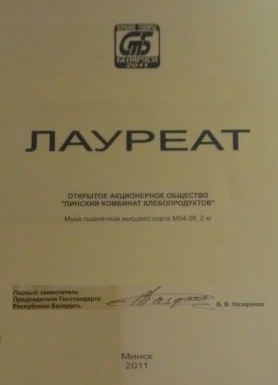 ЛУЧШИЕ ТОВАРЫ
СТБ
БЕЛАРУСИ
2011
ЛАУРЕАТ
ОТКРЫТОЕ АКЦИОНЕРНОЕ ОБЩЕСТВО
"ПИНСКИЙ КОМБИНАТ ХЛЕБОПРОДУКТОВ"
Мука пшеничная высшего сорта М54-28, 2 кг
Первый заместитель
Председателя Госстандарта
Республики Беларусь
В. В. Назаренко
Минск
2011